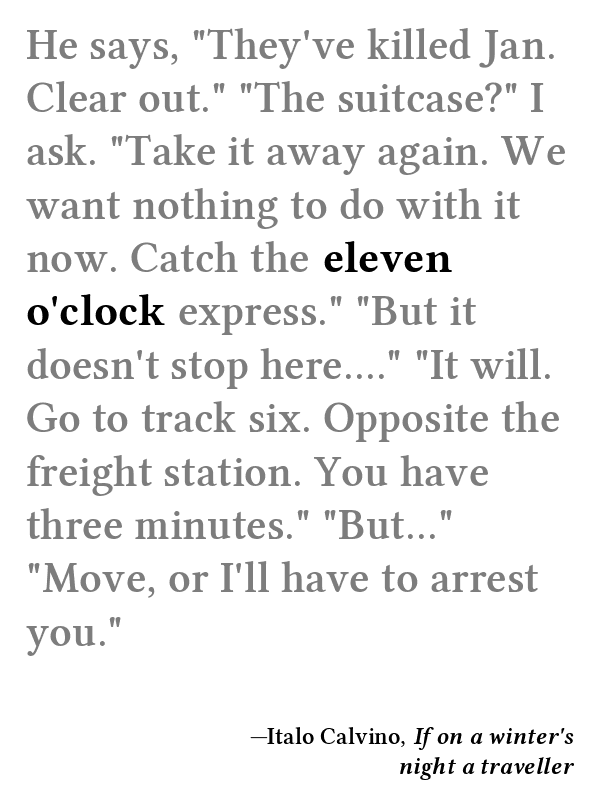 He says, "They've killed Jan.
Clear out." "The suitcase?" I
ask. "Take it away again. We
want nothing to do with it
now. Catch the eleven
o'clock express." "But it
doesn't stop here...." "It will.
Go to track six. Opposite the
freight station. You have
three minutes." "But..."
"Move, or I'll have to arrest
you."
—Italo Calvino, If on a winter's
night a traveller